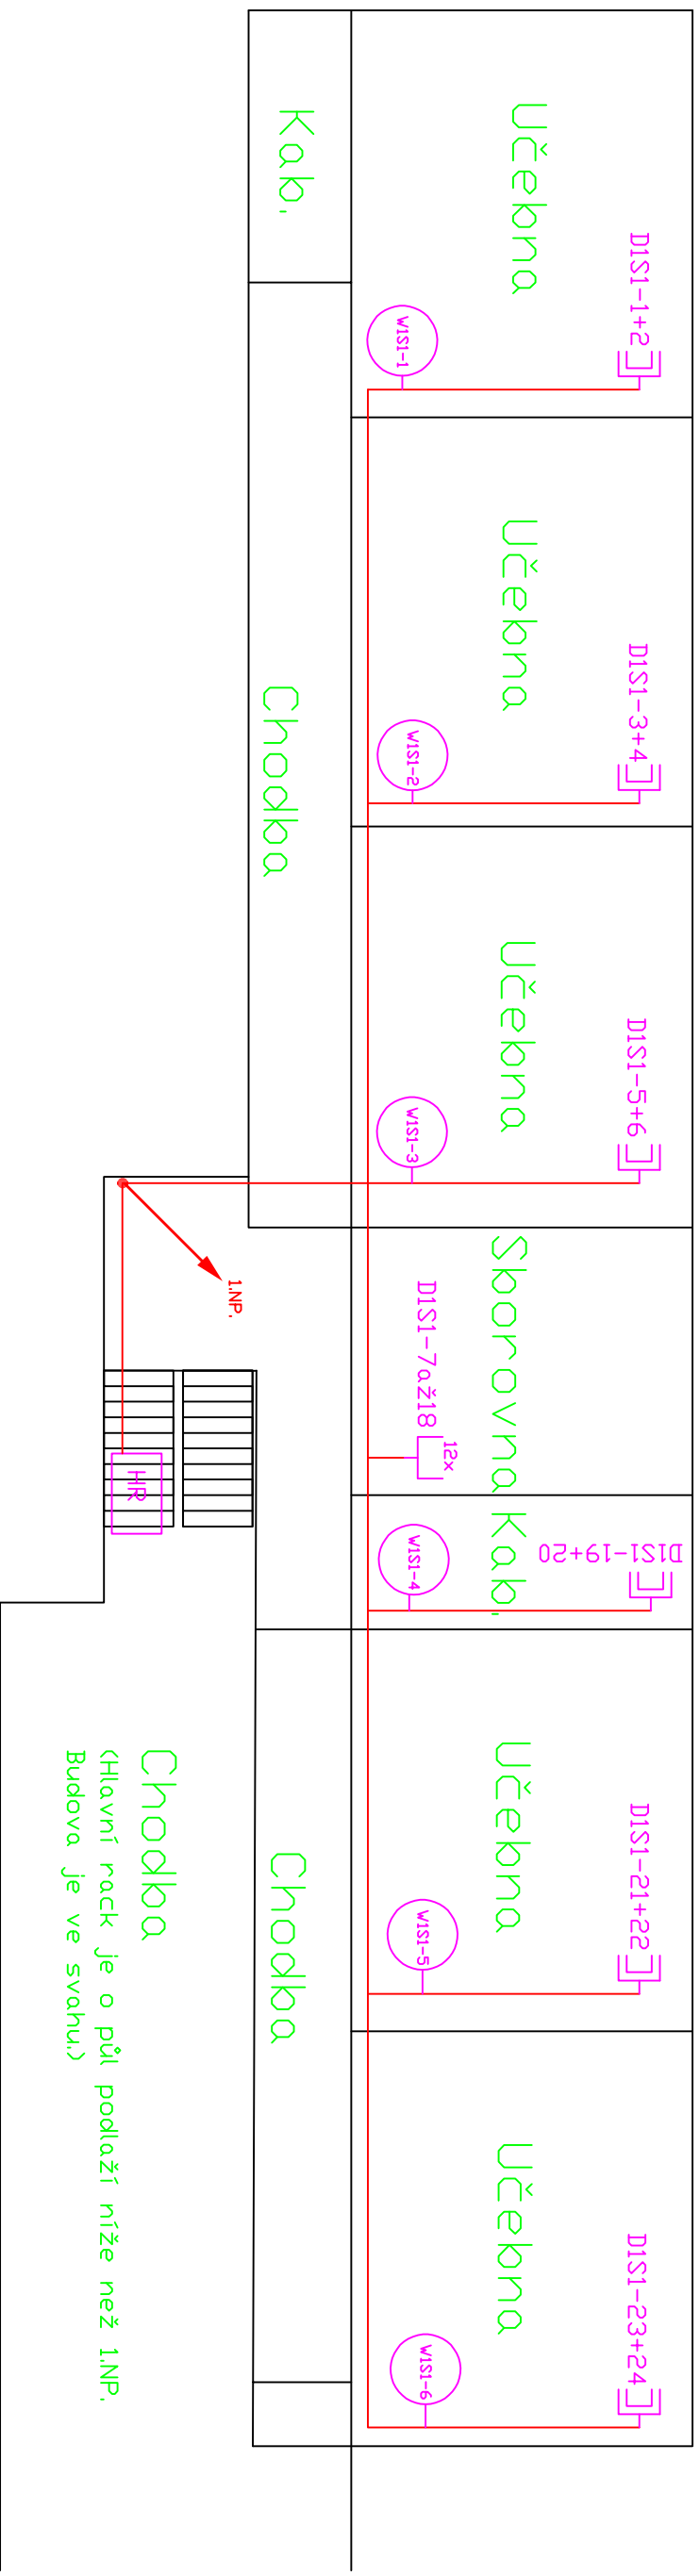 Učebna
D1S1-1+2
W1S1-1
Kab.
Učebna
D1S1-3+4
W1S1-2
Chodba
Učebna
D1S1-5+6
W1S1-3
1.NP.
Sborovna
D1S1-7až18
12x
HR
Kab.
D1S1-19+20
W1S1-4
Učebna
D1S1-21+22
W1S1-5
Chodba
Učebna
D1S1-23+24
W1S1-6
Chodba
(Hlavní rack je o půl podlaží níže než 1.NP.
Budova je ve svahu.)